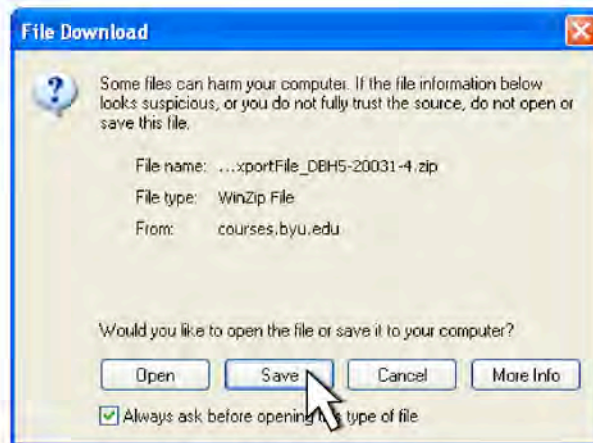 File Download
Some files can harm your computer. If the file information below
looks suspicious, or you do not fully trust the source, do not open or
save this file.
File name: ...xportFile_DBH5-20031-4.zip
File type: WinZip File
From: courses.byu.edu
Would you like to open the file or save it to your computer?
Open Save Cancel More Info
Always ask before opening type of file